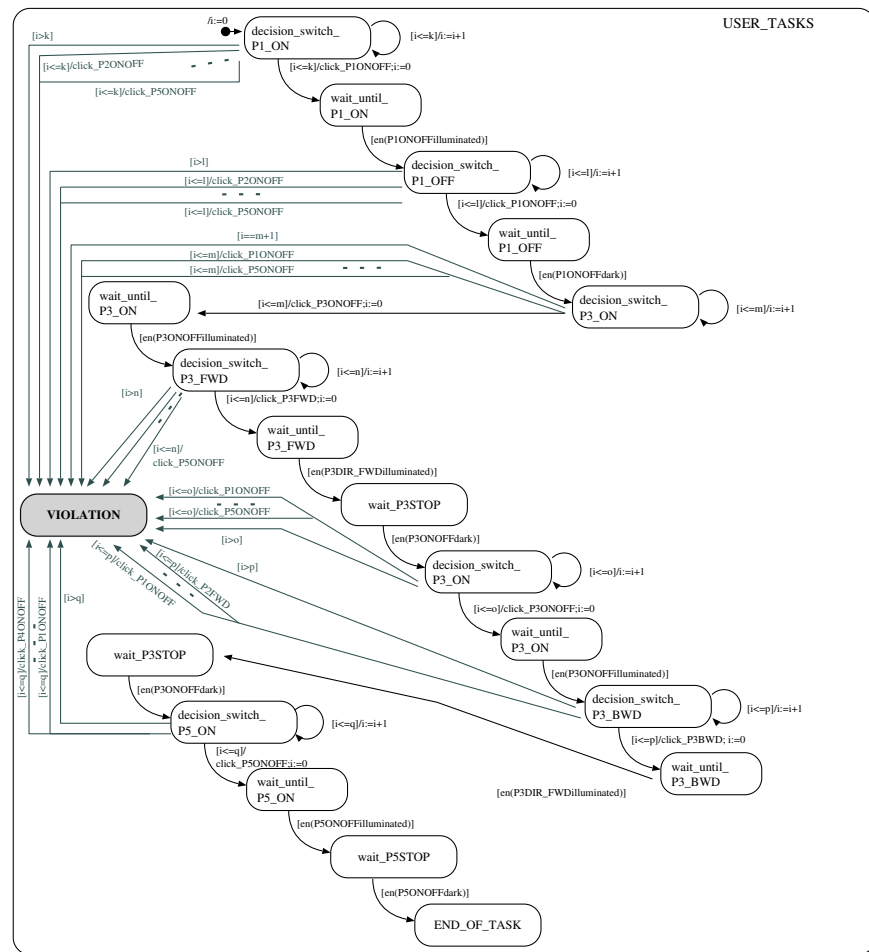 /i:=0
USER_TASKS
decision_switch_
P1_ON
[i>k]
[i<=k]/i:=i+1
[i<=k]/click_P2ONOFF
[i<=k]/click_P1ONOFF;i:=0
[i<=k]/click_P5ONOFF
wait_until_
P1_ON
[en(P1ONOFFilluminated)]
[i>l]
decision_switch_
P1_OFF
[i<=l]/i:=i+1
[i<=l]/click_P2ONOFF
[i<=l]/click_P5ONOFF
[i<=l]/click_P1ONOFF;i:=0
wait_until_
P1_OFF
[i==m+1]
[i<=m]/click_P1ONOFF
[i<=m]/click_P5ONOFF
[en(P1ONOFFdark)]
wait_until_
P3_ON
[i<=m]/click_P3ONOFF;i:=0
decision_switch_
P3_ON
[i<=m]/i:=i+1
[en(P3ONOFFilluminated)]
decision_switch_
P3_FWD
[i<=n]/i:=i+1
[i>n]
[i<=n]/click_P3FWD;i:=0
[i<=n]/
click_P5ONOFF
wait_until_
P3_FWD
[en(P3DIR_FWDilluminated)]
[i<=o]/click_P1ONOFF
wait_P3STOP
VIOLATION
[i<=o]/click_P5ONOFF
[i>o]
[en(P3ONOFFdark)]
[i<=p]/click_P1ONOFF
[i<=p]/click_P2FWD
[i>p]
decision_switch_
P3_ON
[i<=o]/i:=i+1
[i>q]
[i<=o]/click_P3ONOFF;i:=0
[i<=q]/click_P4ONOFF
[i<=q]/click_P1ONOFF
wait_until_
P3_ON
wait_P3STOP
[en(P3ONOFFilluminated)]
[en(P3ONOFFdark)]
decision_switch_
P3_BWD
[i<=p]/i:=i+1
decision_switch_
P5_ON
[i<=q]/i:=i+1
[i<=p]/click_P3BWD; i:=0
[i<=q]/
click_P5ONOFF;i:=0
wait_until_
P3_BWD
wait_until_
P5_ON
[en(P3DIR_FWDilluminated)]
[en(P5ONOFFilluminated)]
wait_P5STOP
[en(P5ONOFFdark)]
END_OF_TASK